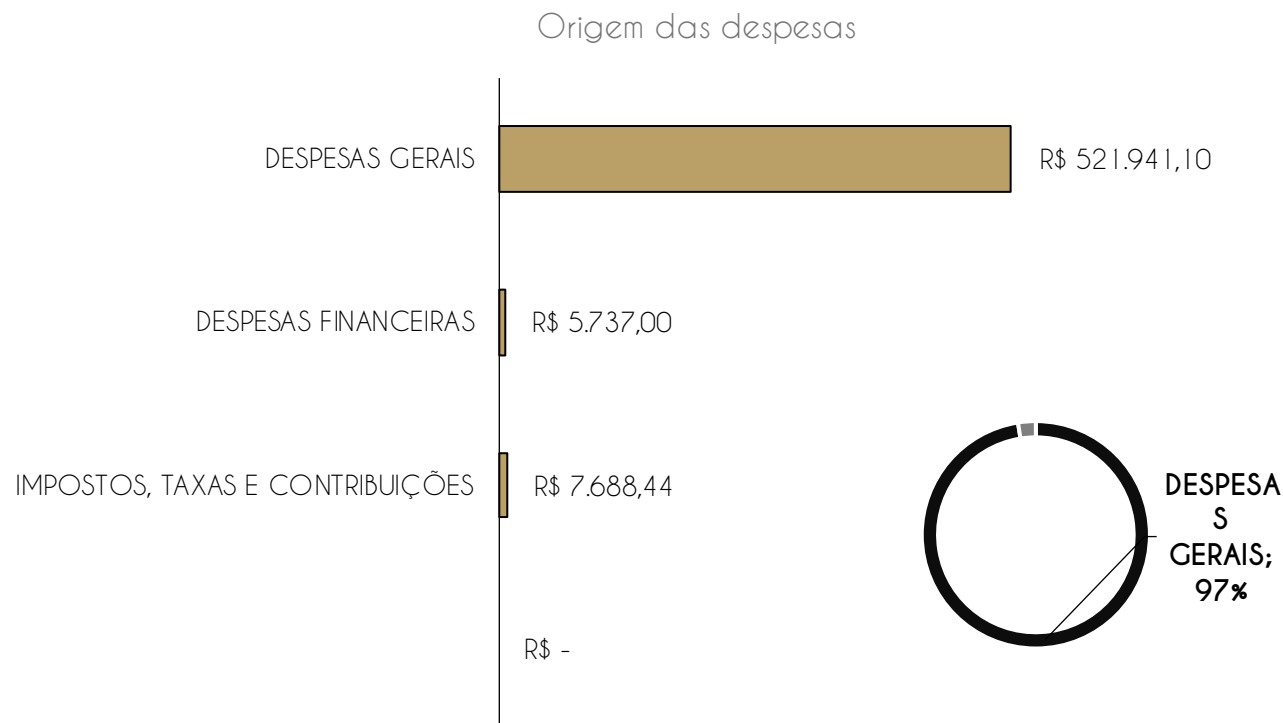 Origem das despesas
DESPESAS GERAIS
R$ 521.941,10
DESPESAS FINANCEIRAS
R$ 5.737,00
IMPOSTOS, TAXAS E CONTRIBUIÇÕES
R$ 7.688,44
R$ -
DESPESA
S
GERAIS;
97%